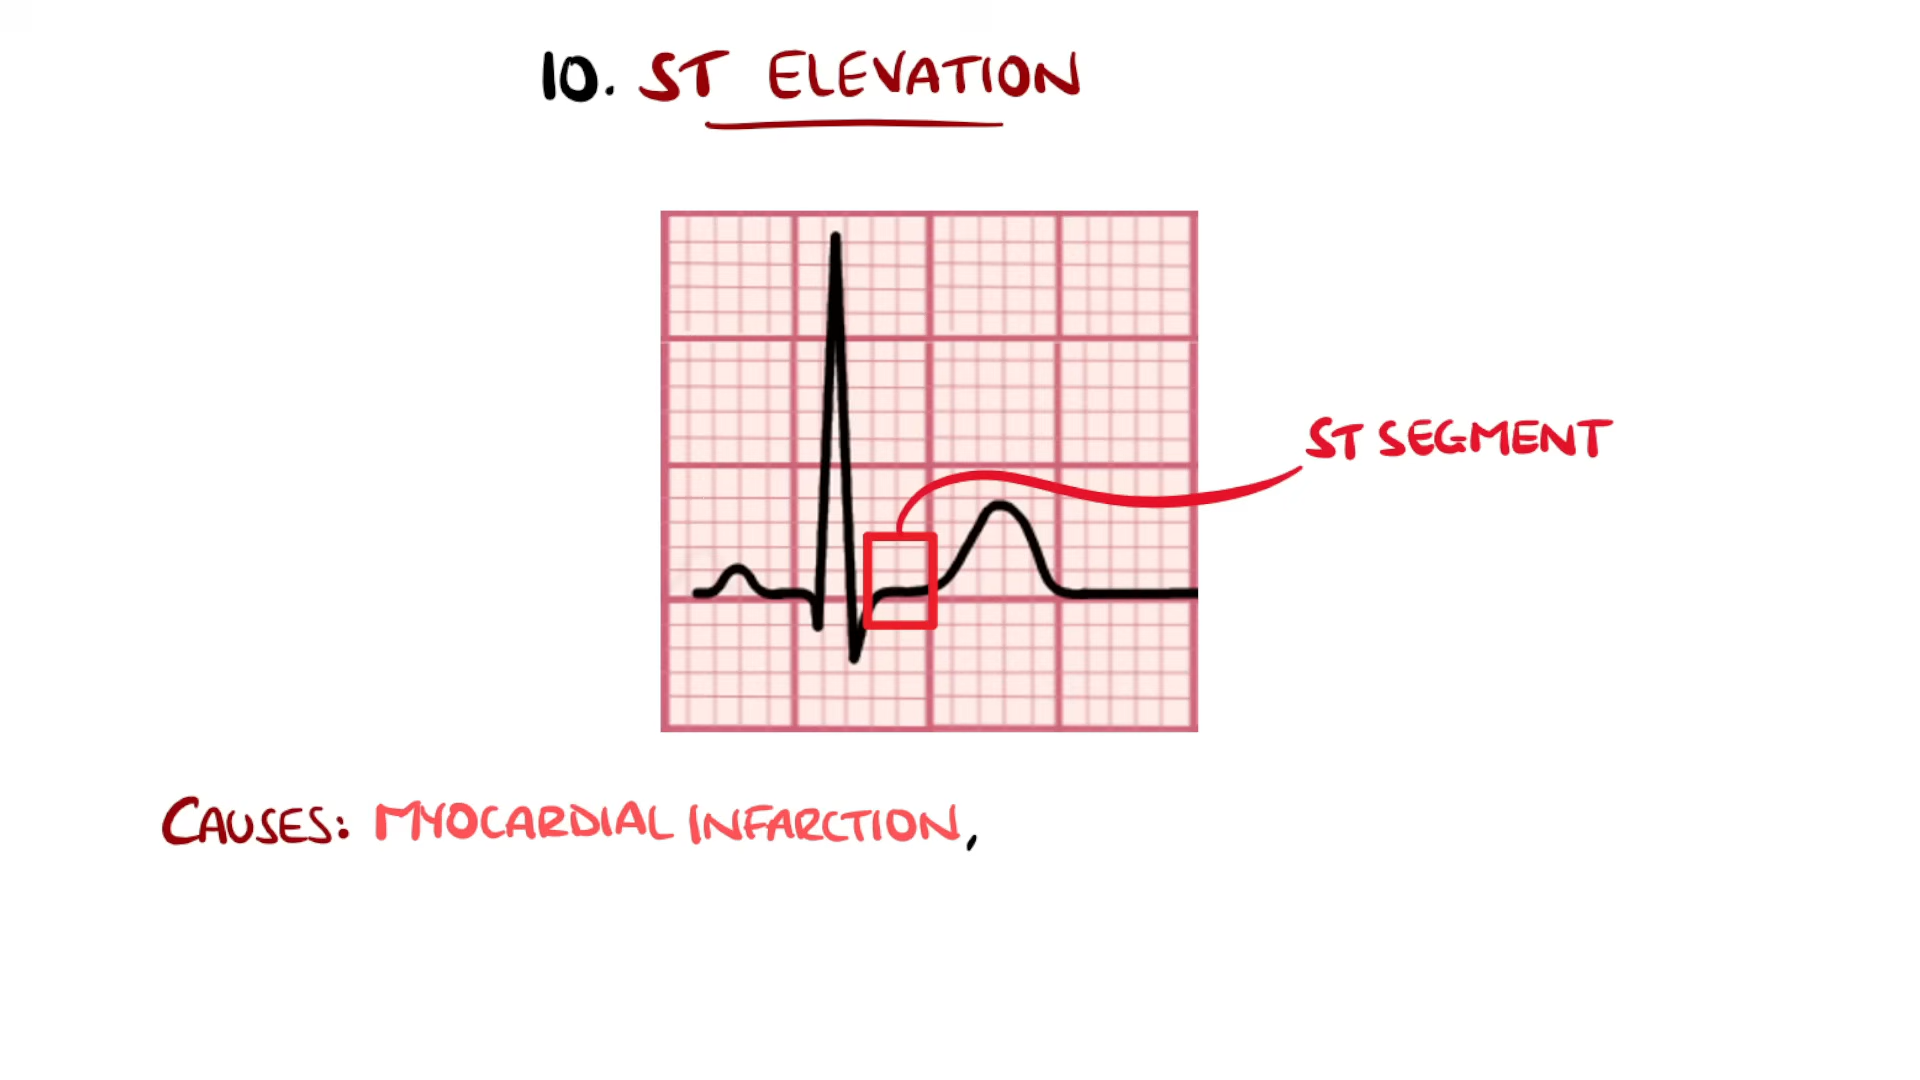 10. ST ELEVATION
ST SEGMENT
CAUSES: MYOCARDIAL INFARCTION,